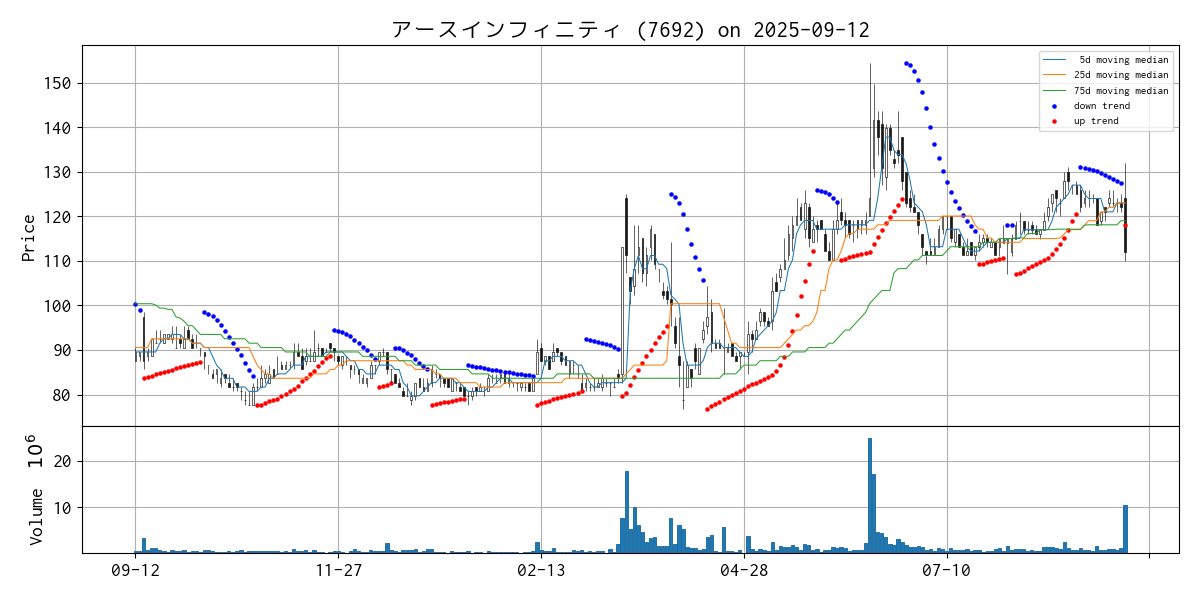 アースインフィニティ (7692) on 2025-09-12
5d moving median
25d moving median
75d moving median
down trend
up trend
Price
150
140
130
120
110
100
90
80
Volume 10^6
20
10
09-12 11-27 02-13 04-28 07-10